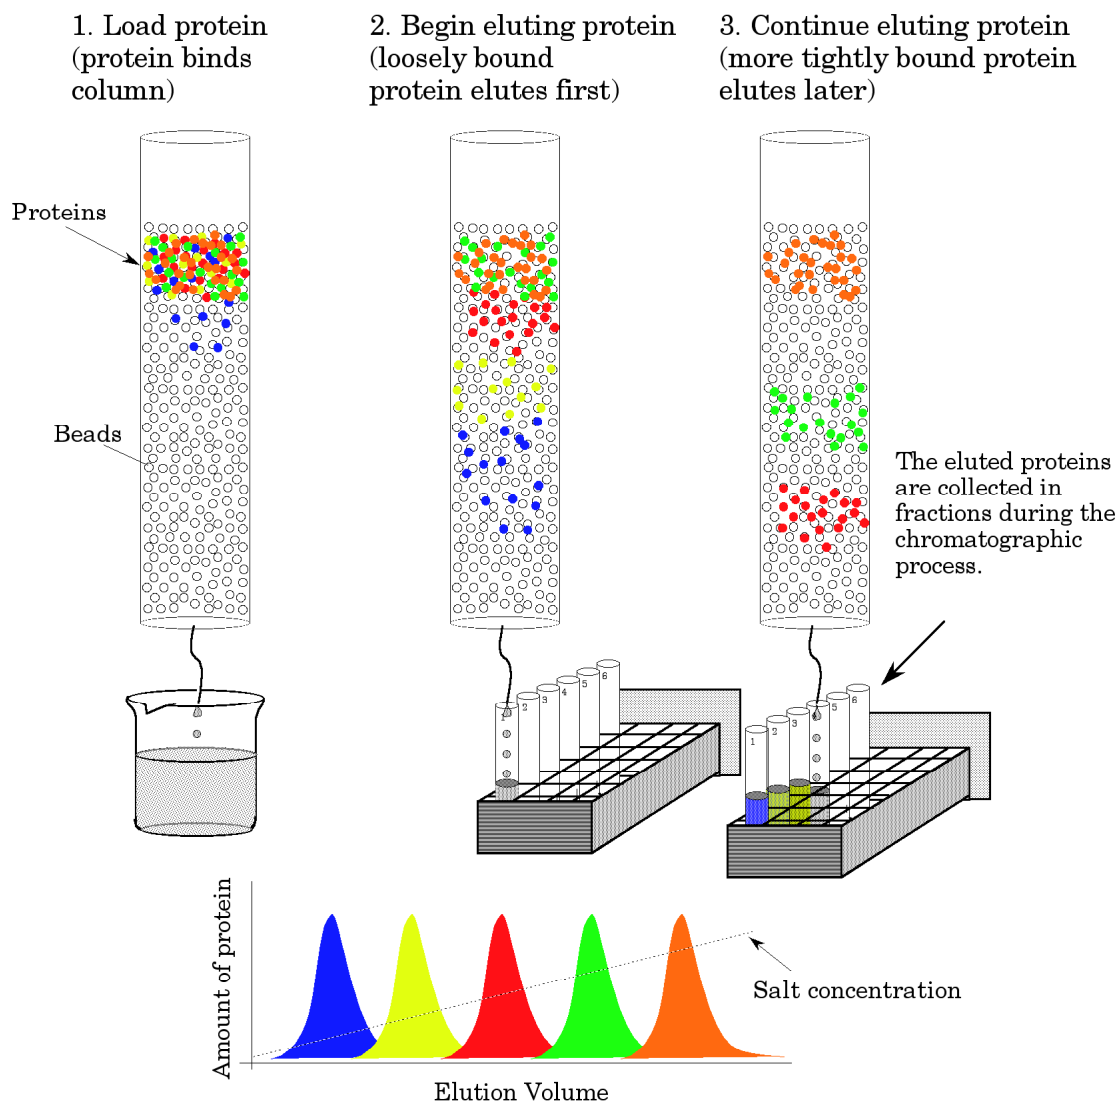 1. Load protein
(protein binds
column)
2. Begin eluting protein
(loosely bound
protein elutes first)
3. Continue eluting protein
(more tightly bound protein
elutes later)
Proteins
Beads
The eluted proteins
are collected in
fractions during the
chromatographic
process.
1
2
3
4
5
6
1
2
3
5
6
Amount of protein
Salt concentration
Elution Volume